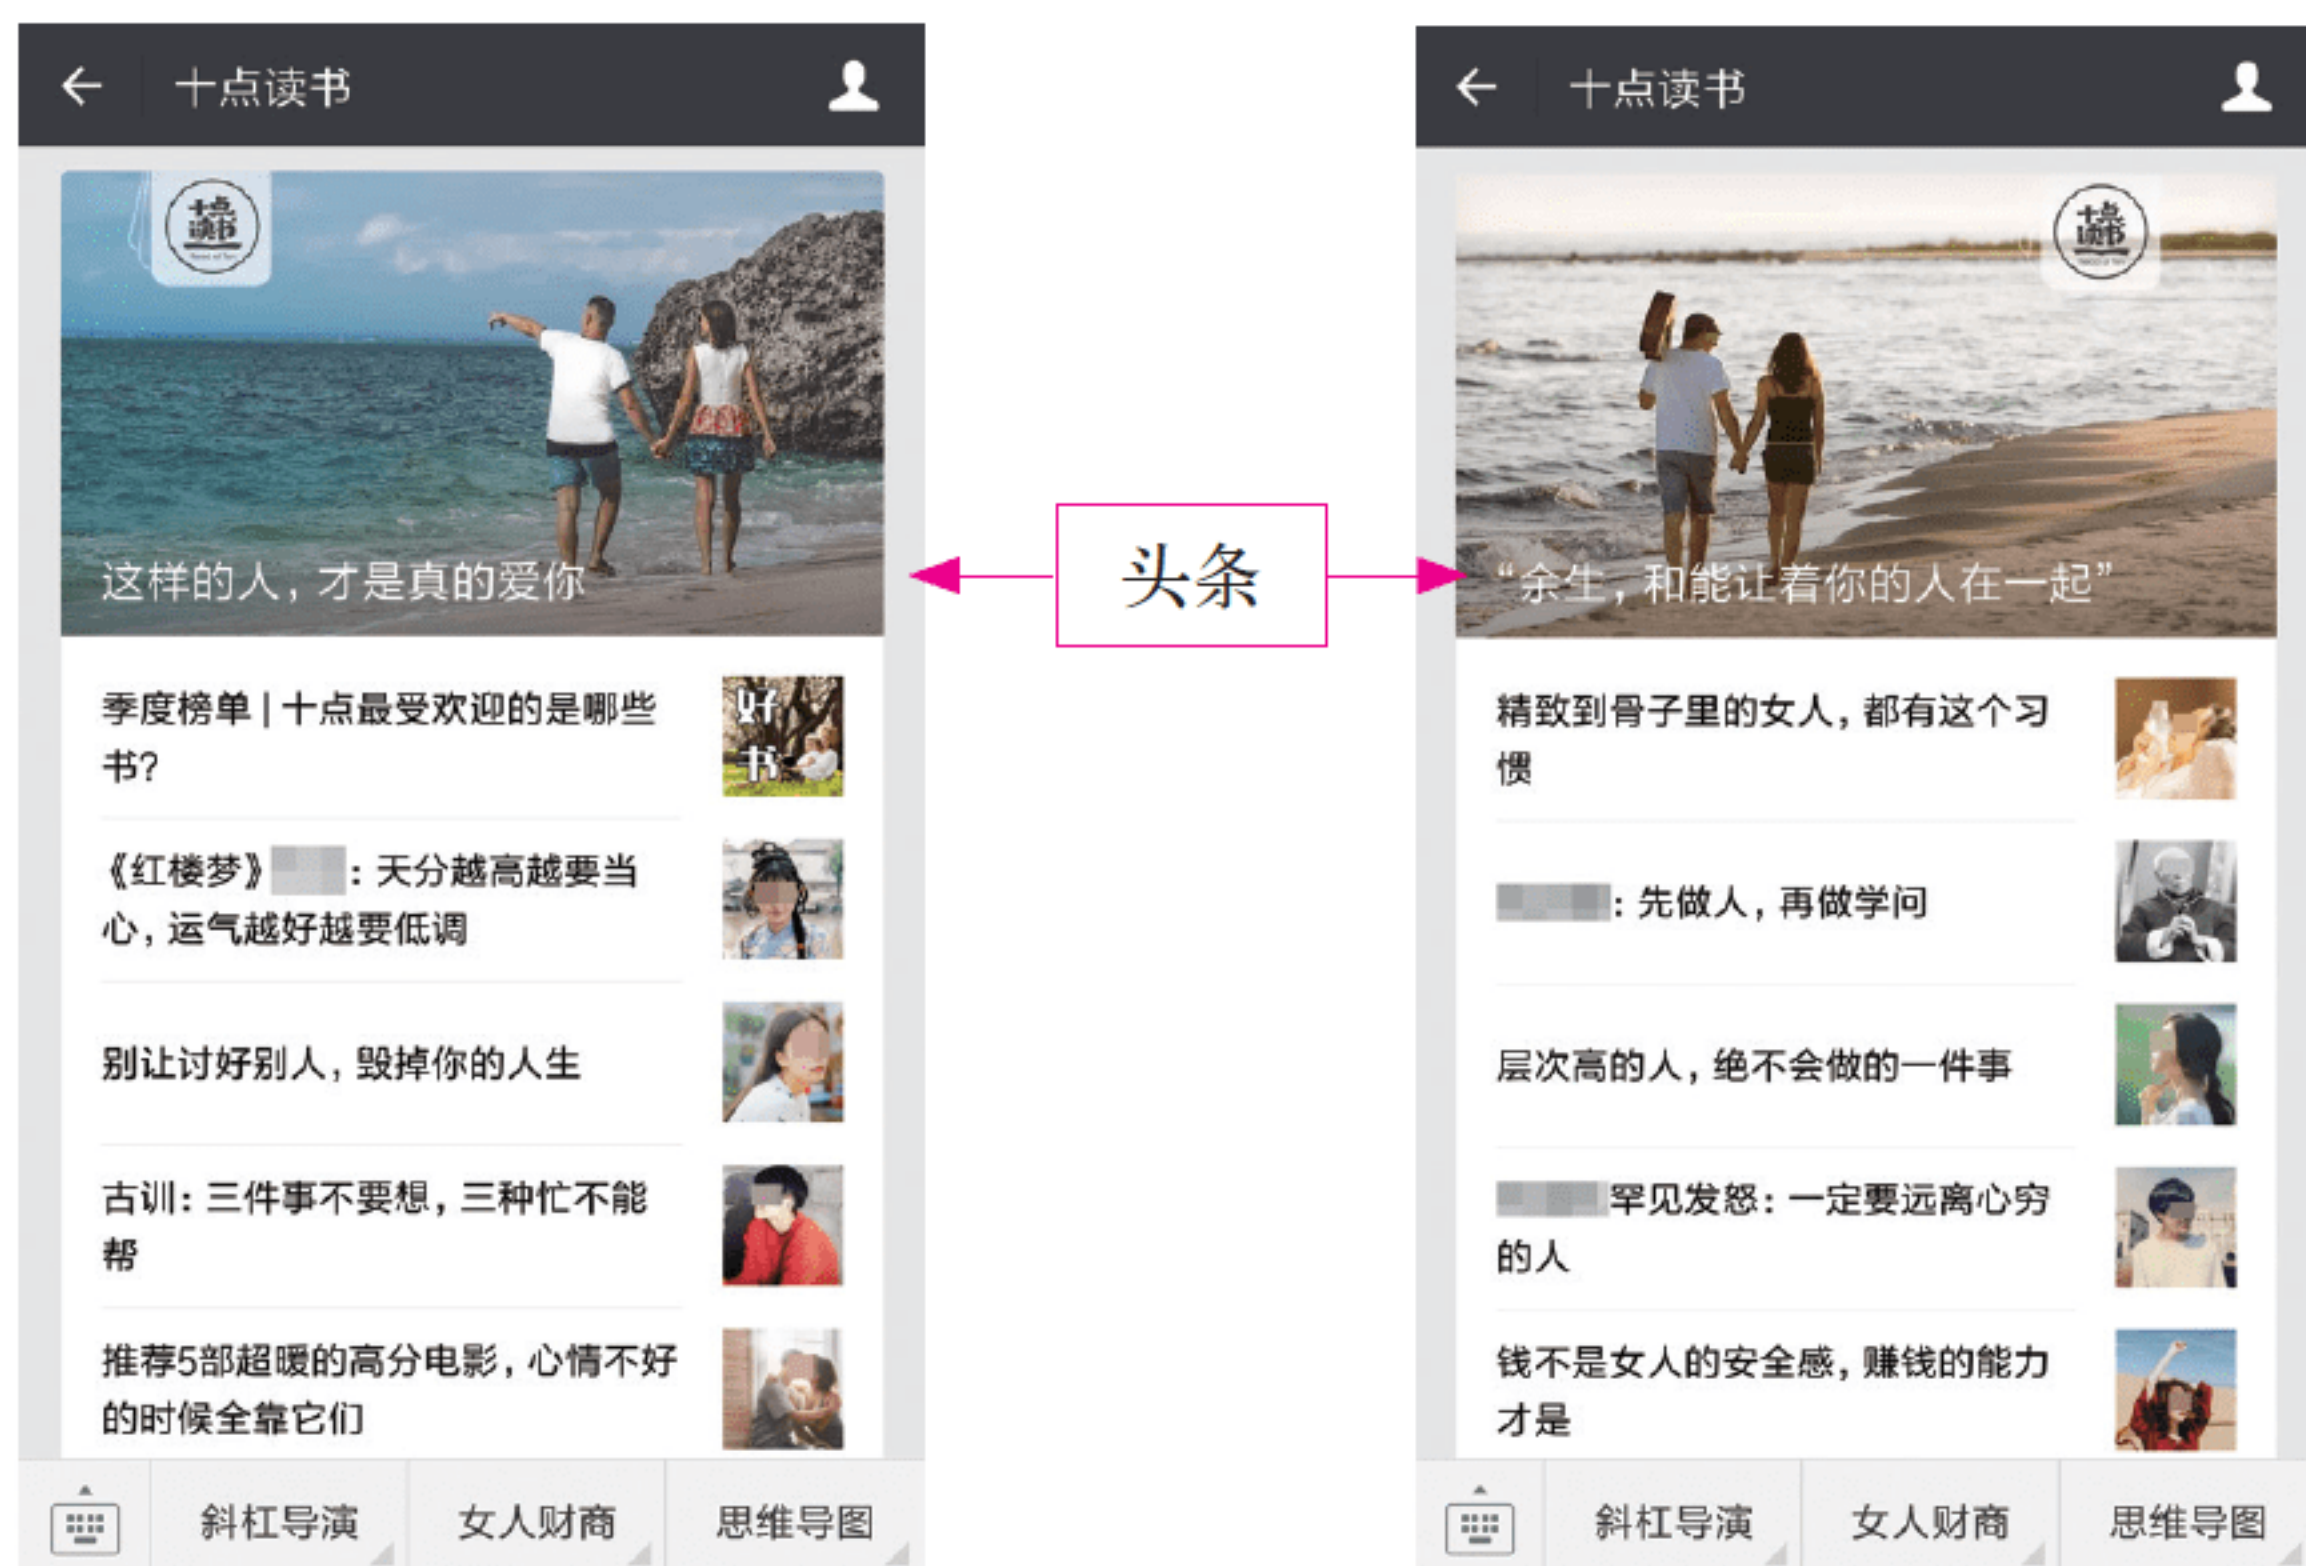 十点读书
十点
读书
这样的人，才是真的爱你
季度榜单 | 十点最受欢迎的是哪些
书？
好
书
《红楼梦》：天分越高越要当
心，运气越好越要低调
别让讨好别人，毁掉你的人生
古训：三件事不要想，三种忙不能
帮
推荐5部超暖的高分电影，心情不好
的时候全靠它们
斜杠导演
女人财商
思维导图
头条
十点读书
十点
读书
“余生，和能让着你的人在一起”
精致到骨子里的女人，都有这个习
惯
：先做人，再做学问
层次高的人，绝不会做的一件事
罕见发怒：一定要远离心穷
的人
钱不是女人的安全感，赚钱的能力
才是
斜杠导演
女人财商
思维导图